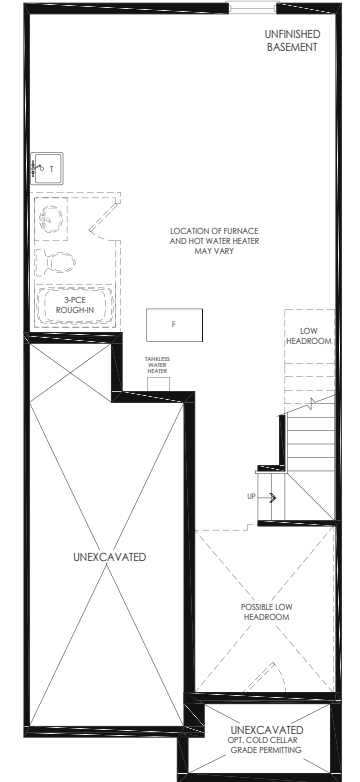 UNFINISHED
BASEMENT
T
LOCATION OF FURNACE
AND HOT WATER HEATER
MAY VARY
3-PCE
ROUGH-IN
F
LOW
HEADROOM
TANKLESS
WATER
HEATER
UP
UNEXCAVATED
POSSIBLE LOW
HEADROOM
UNEXCAVATED
OPT. COLD CELLAR
GRADE PERMITTING